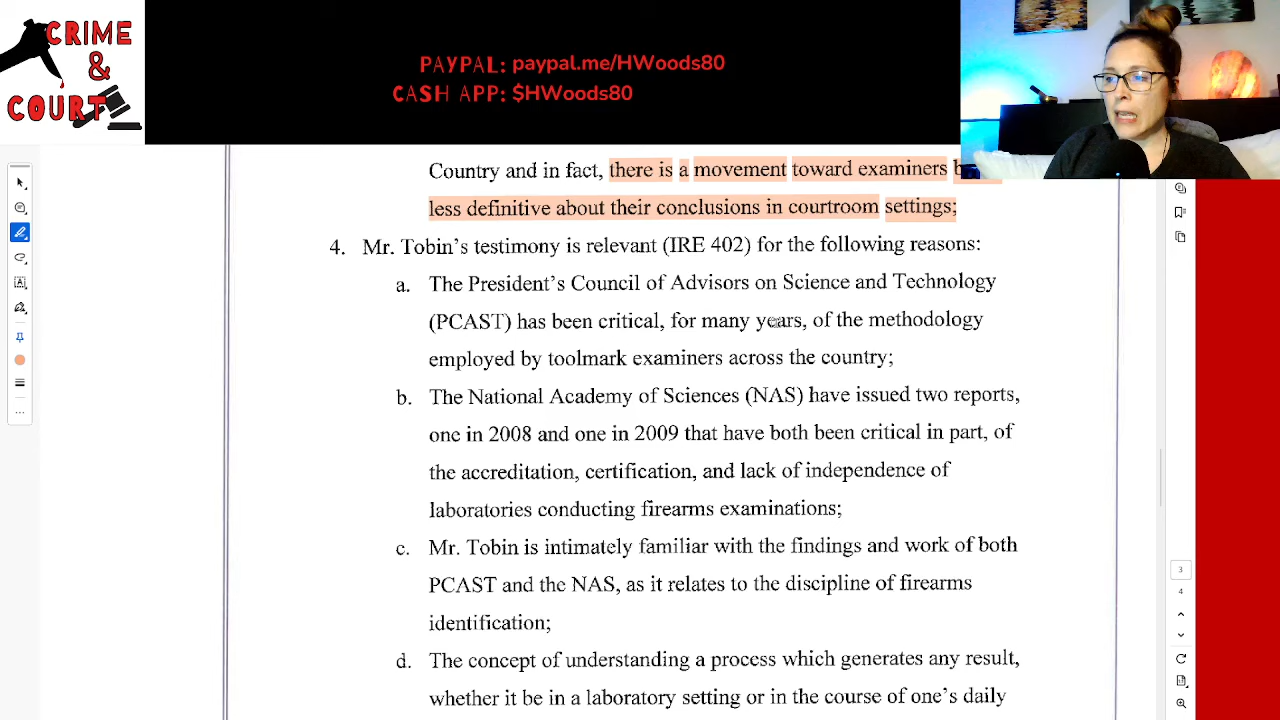 CRIME
&
COURT
PAYPAL: paypal.me/HWoods80
CASH APP: $HWoods80
Country and in fact, there is a movement toward examiners
less definitive about their conclusions in courtroom settings;
4. Mr. Tobin's testimony is relevant (IRE 402) for the following reasons:
a. The President's Council of Advisors on Science and Technology
(PCAST) has been critical, for many years, of the methodology
employed by toolmark examiners across the country;
b. The National Academy of Sciences (NAS) have issued two reports,
one in 2008 and one in 2009 that have both been critical in part, of
the accreditation, certification, and lack of independence of
laboratories conducting firearms examinations;
c. Mr. Tobin is intimately familiar with the findings and work of both
PCAST and the NAS, as it relates to the discipline of firearms
identification;
d. The concept of understanding a process which generates any result,
whether it be in a laboratory setting or in the course of one's daily
3
4